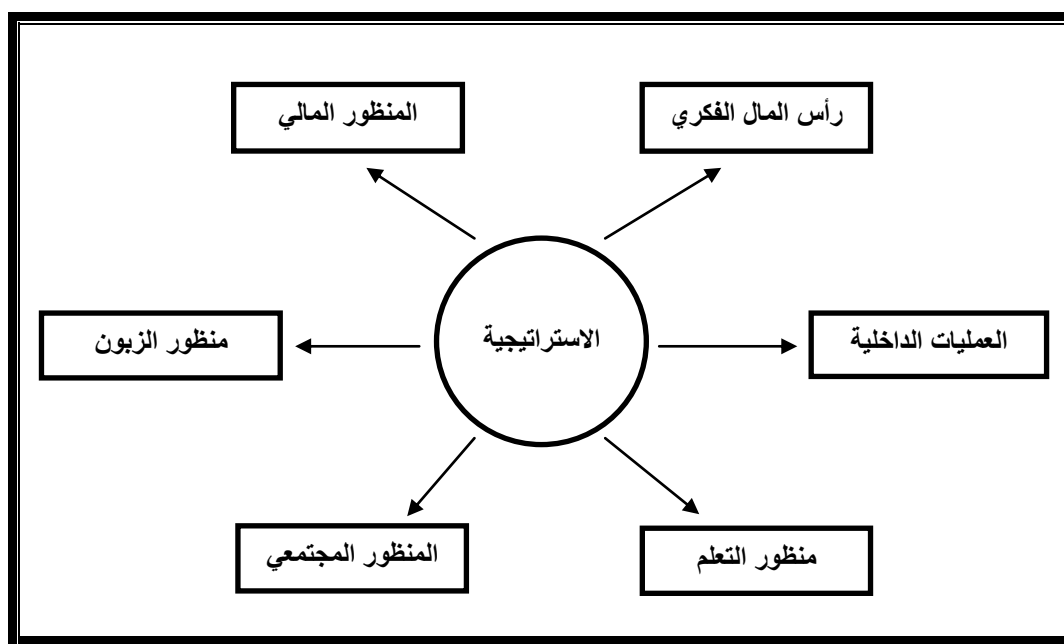 رأس المال الفكري
المنظور المالي
العمليات الداخلية
الاستراتيجية
منظور الزبون
منظور التعلم
المنظور المجتمعي